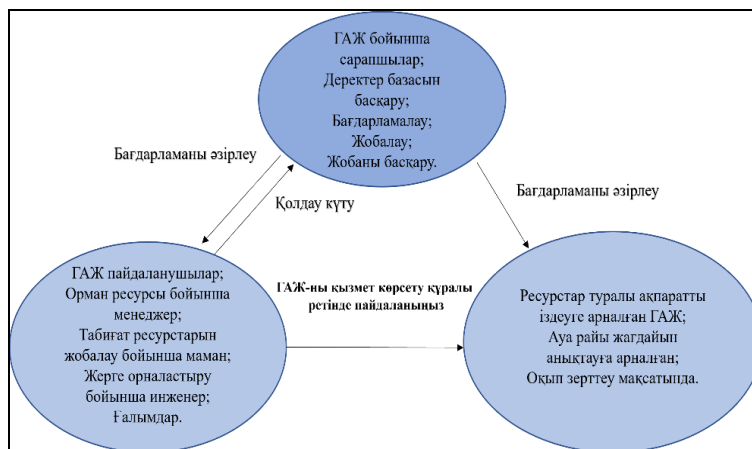 ГАЖ бойынша
сарапшылар;
Деректер базасын
басқару;
Бағдарламалау;
Жобалау;
Жобаны басқару.
Бағдарламаны әзірлеу
Қолдау күту
Бағдарламаны әзірлеу
ГАЖ пайдаланушылар;
Орман ресурсы бойынша
менеджер;
Табиғат ресурстарын
жобалау бойынша маман;
Жерге орналастыру
бойынша инженер;
Ғалымдар.
ГАЖ-ны қызмет көрсету құралы
ретінде пайдаланыңыз
Ресурстар туралы ақпаратты
іздеуге арналған ГАЖ;
Ауа райы жагдайын
анықтауға арналған;
Оқып зерттеу мақсатында.